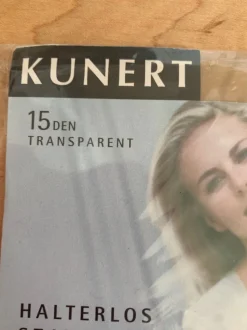 KUNERT
15 DEN
TRANSPARENT
HALTERLOS